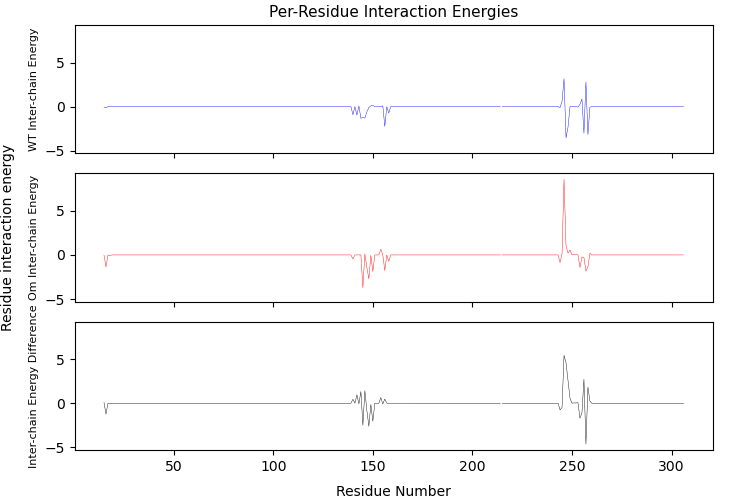 Per-Residue Interaction Energies
Residue interaction energy
WT Inter-chain Energy
5
0
−5
Om Inter-chain Energy
5
0
−5
Inter-chain Energy Difference
5
0
−5
50
100
150
200
250
300
Residue Number